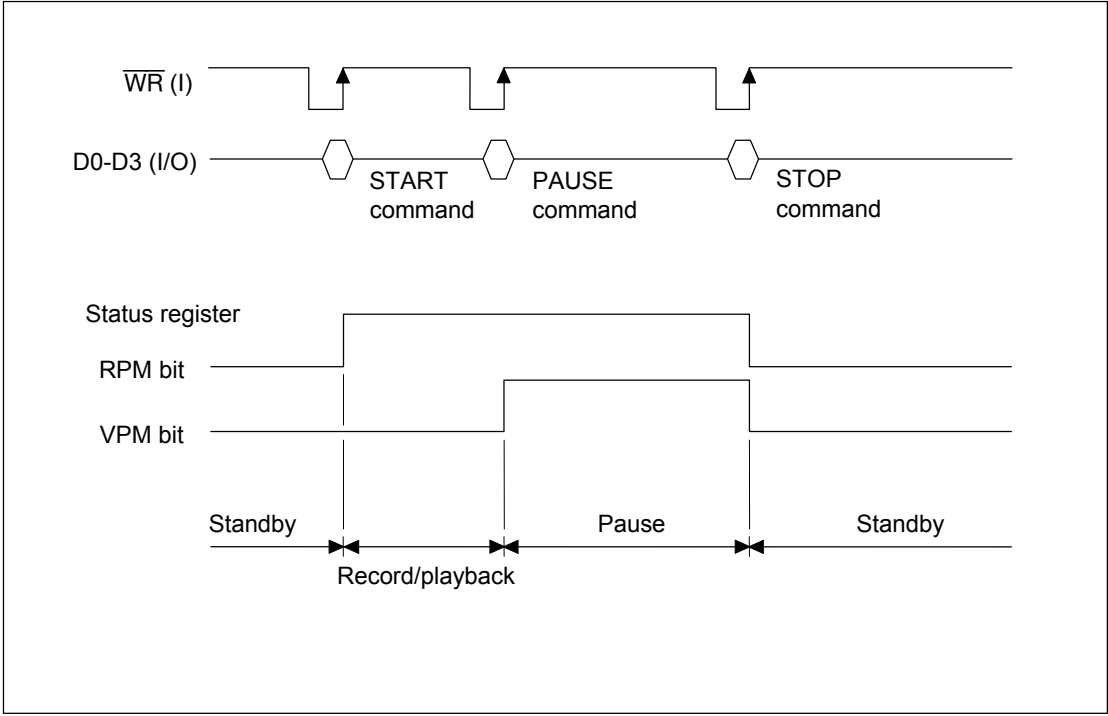 W̅R̅ (I)
D0-D3 (I/O)
START
command
PAUSE
command
STOP
command
Status register
RPM bit
VPM bit
Standby
Pause
Standby
Record/playback